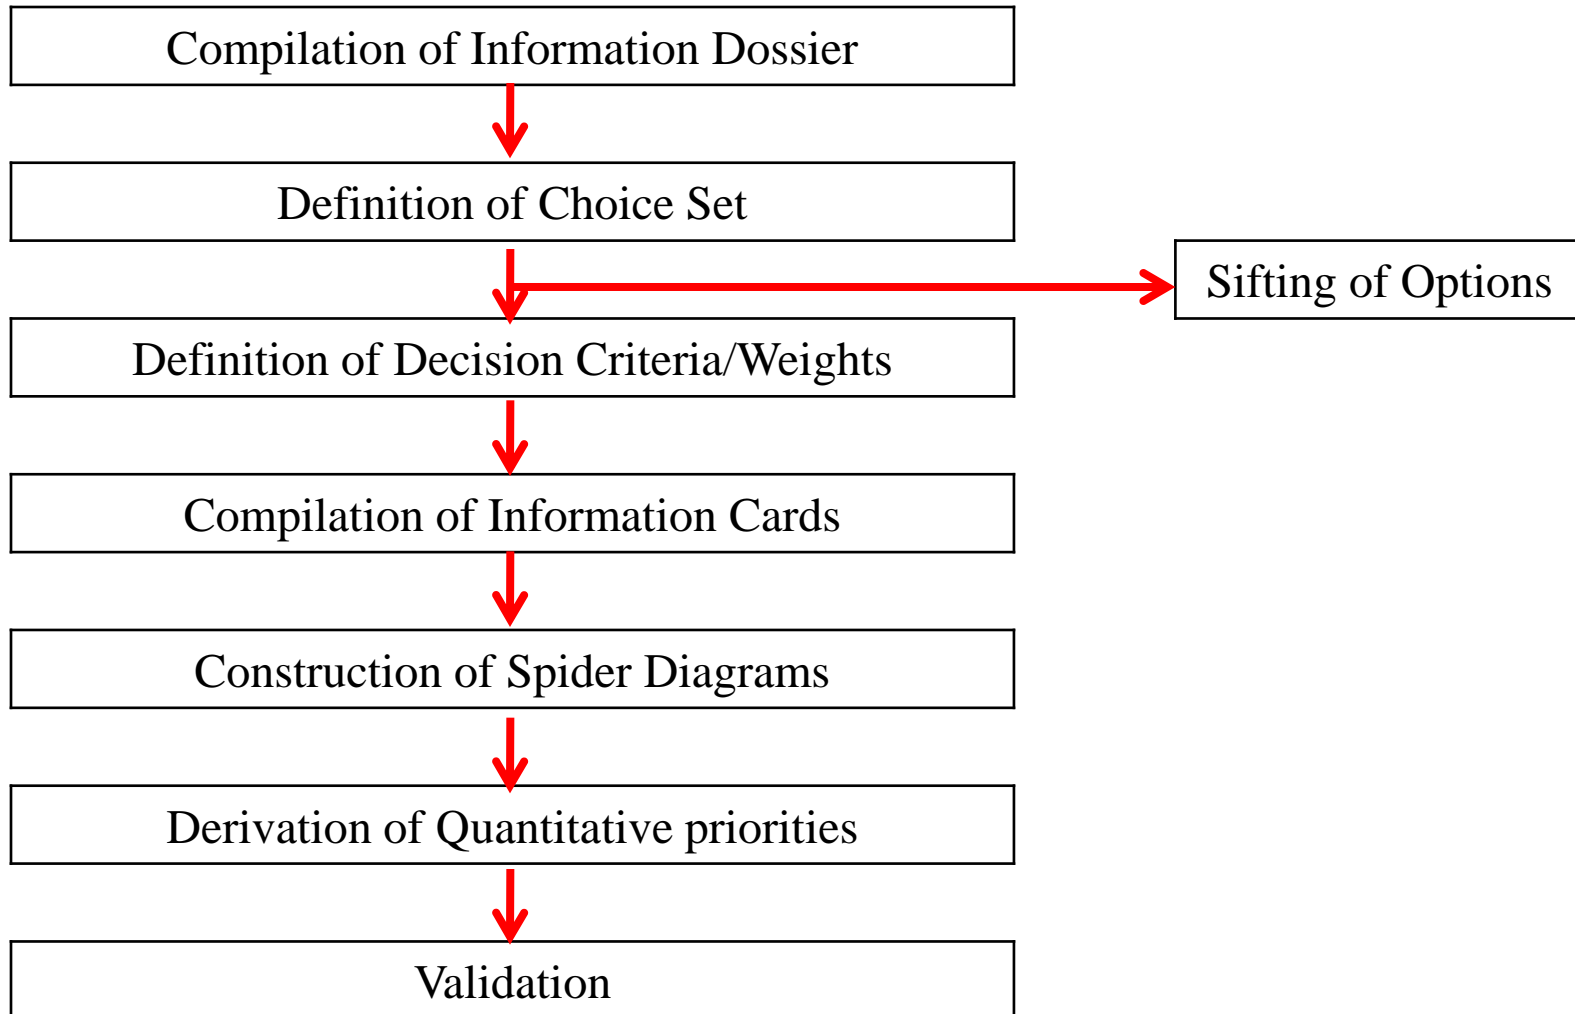 Compilation of Information Dossier
Definition of Choice Set
Sifting of Options
Definition of Decision Criteria/Weights
Compilation of Information Cards
Construction of Spider Diagrams
Derivation of Quantitative priorities
Validation